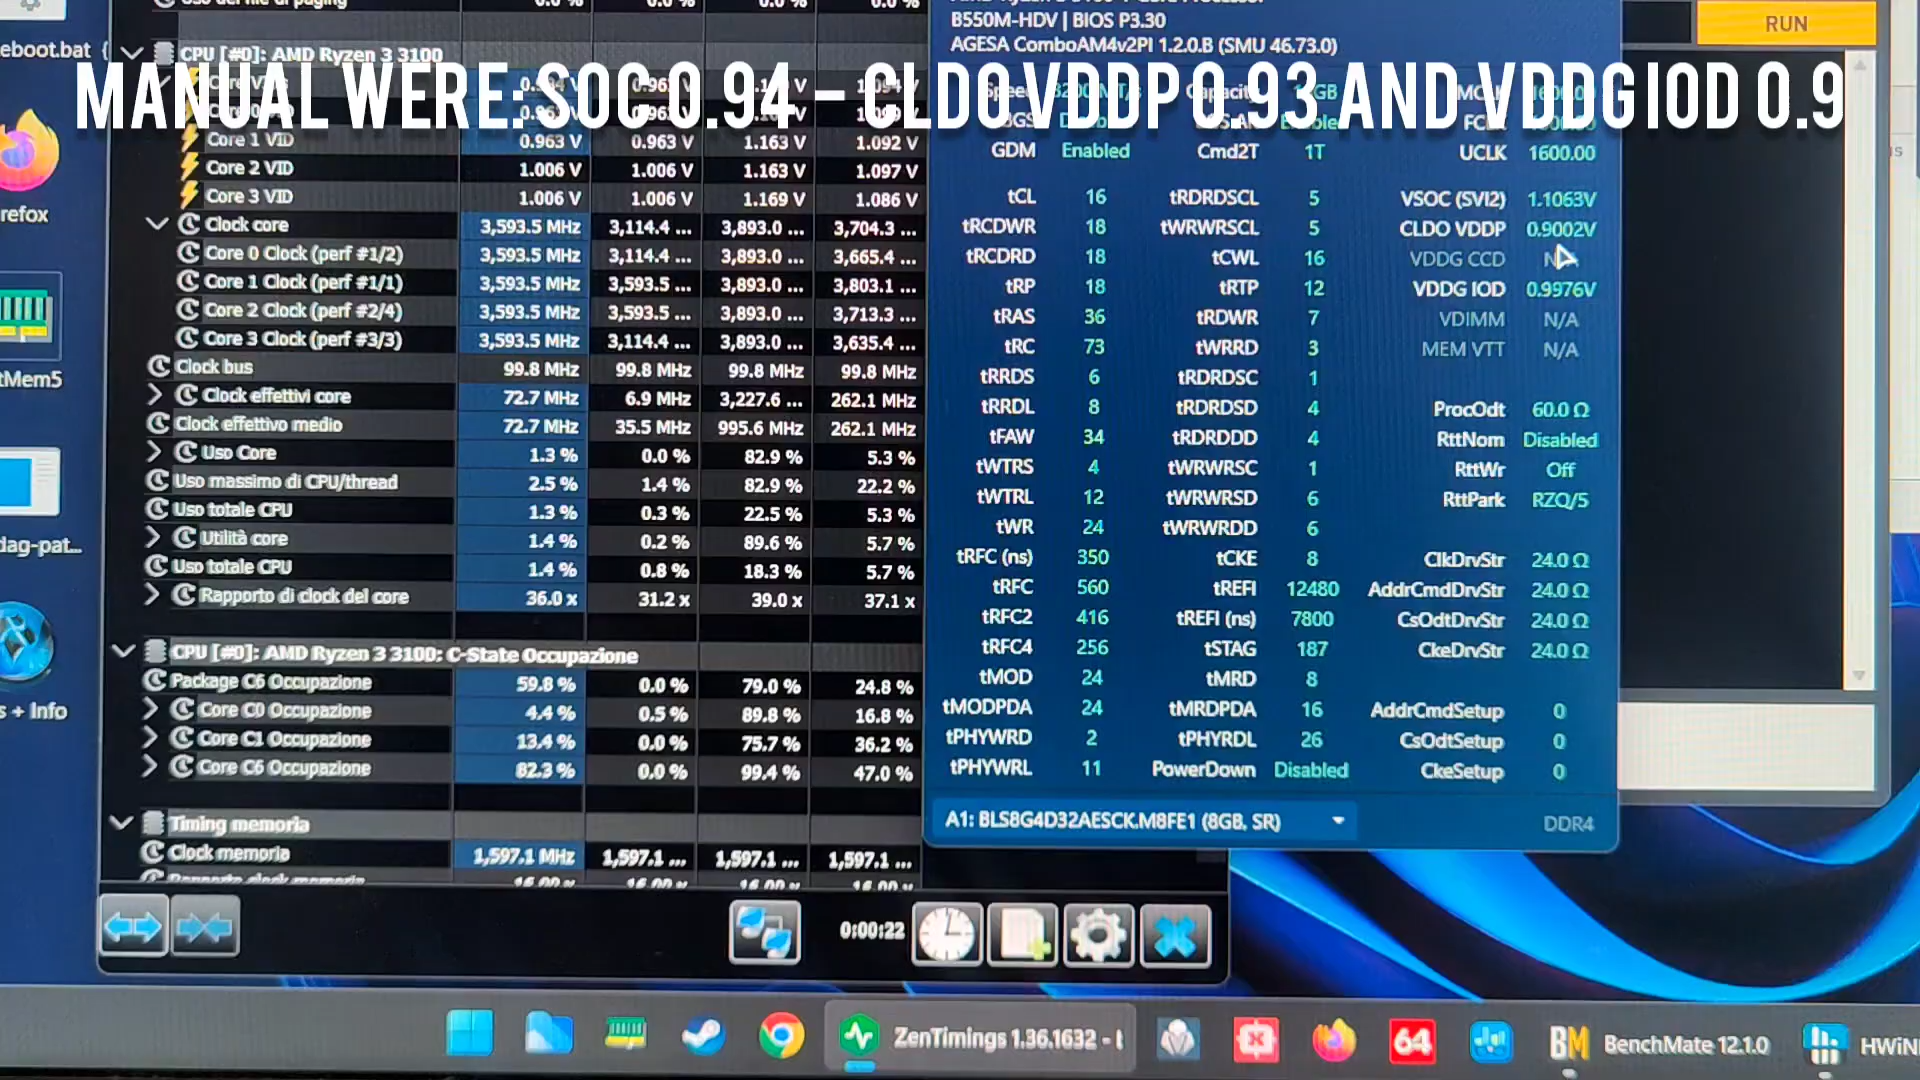 RUN
B550M-HDV | BIOS P3.30
eboot.bat
CPU [#0]: AMD Ryzen 3 3100
AGESA ComboAM4v2PI 1.2.0.B (SMU 46.73.0)
MANUAL WERE: SOC 0.94 - CLDO VDDP 0.93 AND VDDG IOD 0.9
Core 1 VID 0.963 V 0.963 V 1.163 V 1.092 V
GDM Enabled Cmd2T 1T UCLK 1600.00
Core 2 VID 1.006 V 1.006 V 1.163 V 1.097 V
Core 3 VID 1.006 V 1.006 V 1.169 V 1.086 V
tCL 16 tRDRDSCL 5 VSOC (SVI2) 1.1063V
refox
Clock core 3,593.5 MHz 3,114.4 ... 3,893.0 ... 3,704.3 ...
tRCDWR 18 tWRWRSCL 5 CLDO VDDP 0.9002V
Core 0 Clock (perf #1/2) 3,593.5 MHz 3,114.4 ... 3,893.0 ... 3,665.4 ...
tRCDRD 18 tCWL 16 VDDG CCD
Core 1 Clock (perf #1/1) 3,593.5 MHz 3,593.5 ... 3,893.0 ... 3,803.1 ...
tRP 18 tRTP 12 VDDG IOD 0.9976V
Core 2 Clock (perf #2/4) 3,593.5 MHz 3,593.5 ... 3,893.0 ... 3,713.3 ...
tRAS 36 tRDWR 7 VDIMM N/A
Core 3 Clock (perf #3/3) 3,593.5 MHz 3,114.4 ... 3,893.0 ... 3,635.4 ...
tRC 73 tWRRD 3 MEM VTT N/A
Clock bus 99.8 MHz 99.8 MHz 99.8 MHz 99.8 MHz
tRRDS 6 tRDRDSC 1
tMem5
Clock effettivi core 72.7 MHz 6.9 MHz 3,227.6 ... 262.1 MHz
tRRDL 8 tRDRDSD 4 ProcOdt 60.0 Ω
Clock effettivo medio 72.7 MHz 35.5 MHz 995.6 MHz 262.1 MHz
tFAW 34 tRDRDDD 4 RttNom Disabled
Uso Core 1.3 % 0.0 % 82.9 % 5.3 %
tWTRS 4 tWRWRSC 1 RttWr Off
Uso massimo di CPU/thread 2.5 % 1.4 % 82.9 % 22.2 %
tWTRL 12 tWRWRSD 6 RttPark RZQ/5
Uso totale CPU 1.3 % 0.3 % 22.5 % 5.3 %
tWR 24 tWRWRDD 6
Utilità core 1.4 % 0.2 % 89.6 % 5.7 %
dag-pat...
tRFC (ns) 350 tCKE 8 ClkDrvStr 24.0 Ω
Uso totale CPU 1.4 % 0.8 % 18.3 % 5.7 %
tRFC 560 tREFI 12480 AddrCmdDrvStr 24.0 Ω
Rapporto di clock del core 36.0 x 31.2 x 39.0 x 37.1 x
tRFC2 416 tREFI (ns) 7800 CsOdtDrvStr 24.0 Ω
tRFC4 256 tSTAG 187 CkeDrvStr 24.0 Ω
CPU [#0]: AMD Ryzen 3 3100: C-State Occupazione
tMOD 24 tMRD 8
Package C6 Occupazione 59.8 % 0.0 % 79.0 % 24.8 %
tMODPDA 24 tMRDPDA 16 AddrCmdSetup 0
s + Info
Core C0 Occupazione 4.4 % 0.5 % 89.8 % 16.8 %
tPHYWRD 2 tPHYRDL 26 CsOdtSetup 0
Core C1 Occupazione 13.4 % 0.0 % 75.7 % 36.2 %
tPHYWRL 11 PowerDown Disabled CkeSetup 0
Core C6 Occupazione 82.3 % 0.0 % 99.4 % 47.0 %
Timing memoria
A1: BLS8G4D32AESCK.M8FE1 (8GB, SR) DDR4
Clock memoria 1,597.1 MHz 1,597.1 ... 1,597.1 ... 1,597.1 ...
0:00:22
ZenTimings 1.36.1632 - t
64
BM BenchMate 12.1.0
HWiN